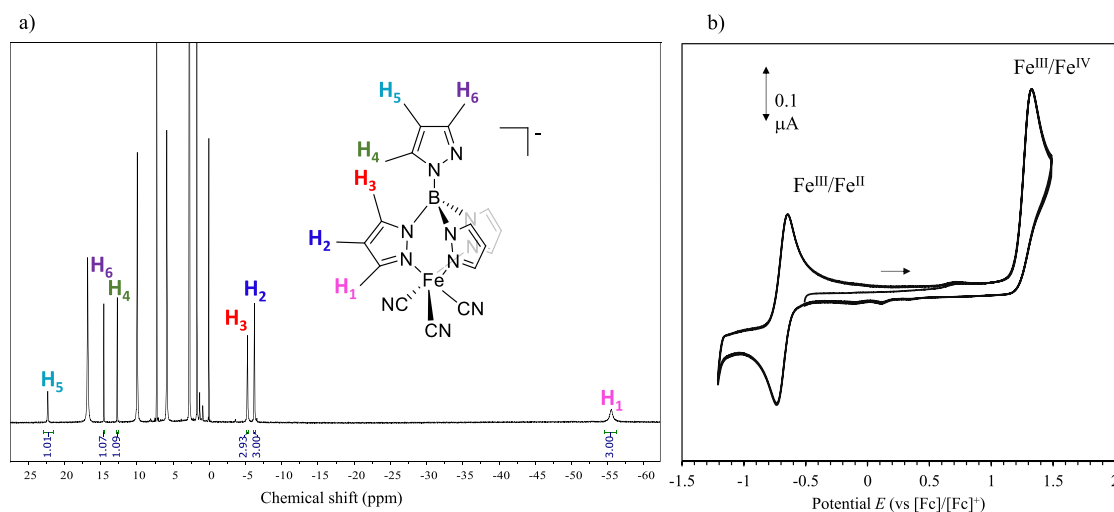 a)
b)
H5
H6
H4
H3
B
N
N
N
N
N
N
N
N
-
H2
H1
Fe
NC
CN
CN
H6
H4
H5
H3
H2
H1
1.01
1.07
1.09
2.93
3.00
3.00
25 20 15 10 5 0 -5 -10 -15 -20 -25 -30 -35 -40 -45 -50 -55 -60
Chemical shift (ppm)
0.1
µA
FeIII/FeIV
FeIII/FeII
-1.5 -1 -0.5 0 0.5 1 1.5 2
Potential E (vs [Fc]/[Fc]+)